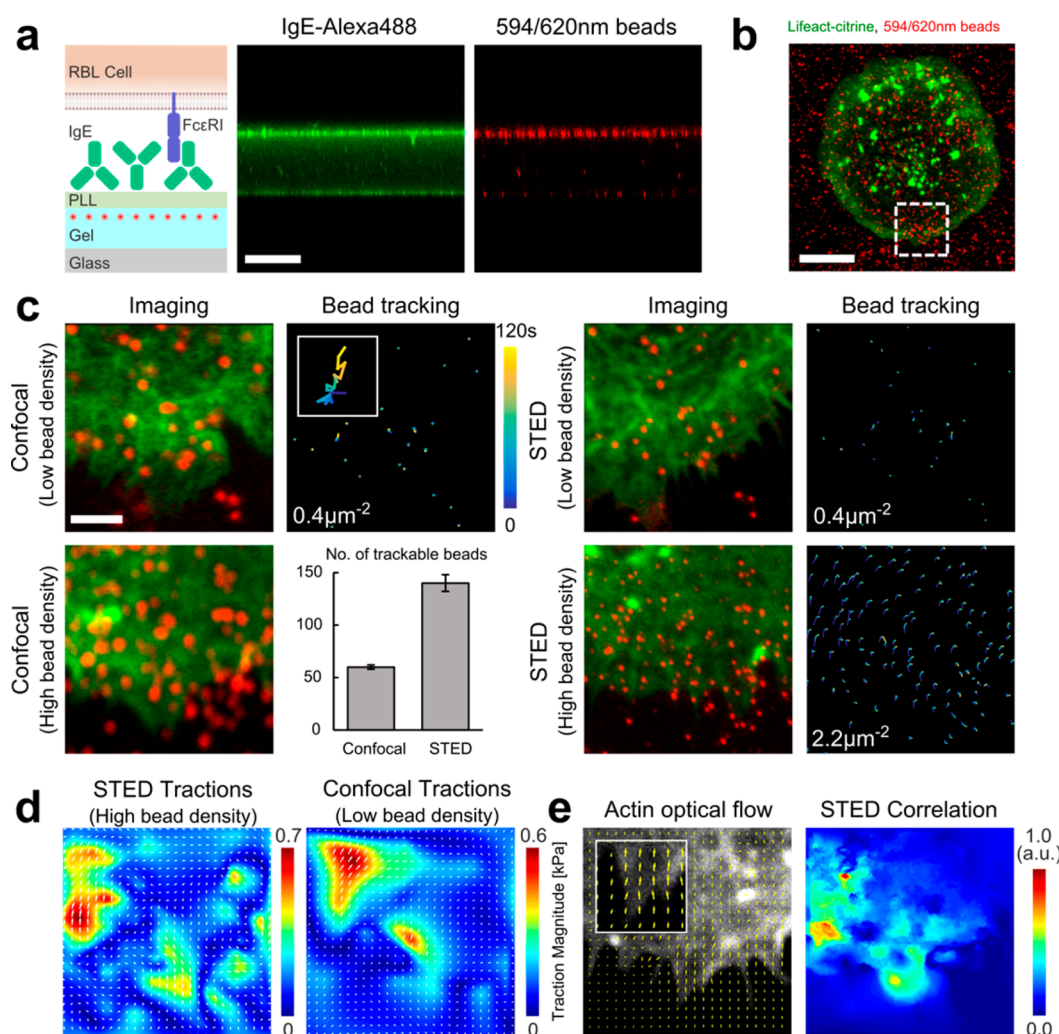 a
IgE-Alexa488
594/620nm beads
RBL Cell
IgE
FcεRI
PLL
Gel
Glass
b
Lifeact-citrine, 594/620nm beads
c
Imaging
Bead tracking
Imaging
Bead tracking
Confocal
(Low bead density)
120s
0
0.4μm-2
STED
(Low bead density)
0.4μm-2
Confocal
(High bead density)
No. of trackable beads
150
100
50
0
Confocal
STED
STED
(High bead density)
2.2μm-2
d
STED Tractions
(High bead density)
0.7
0
Confocal Tractions
(Low bead density)
0.6
0
Traction Magnitude [kPa]
e
Actin optical flow
STED Correlation
1.0
(a.u.)
0.0